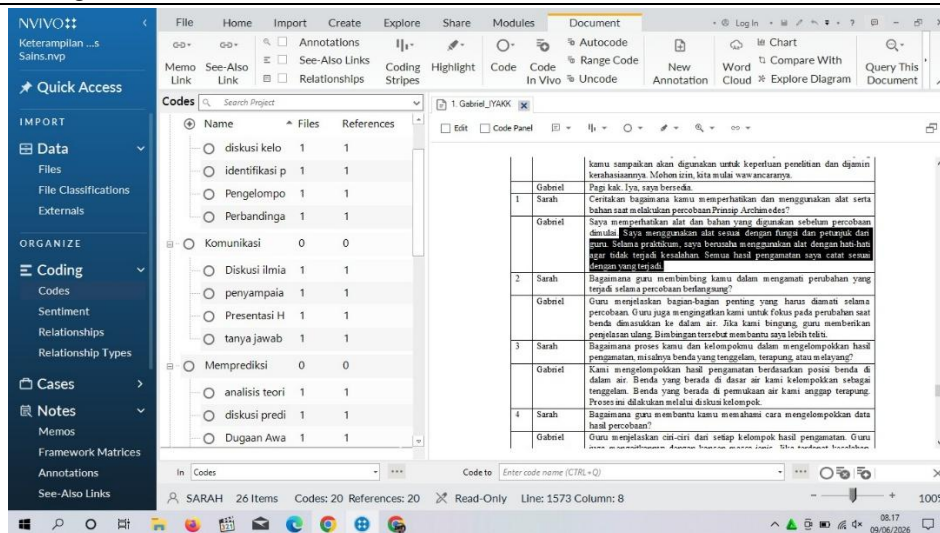 NVIVO
File Home Import Create Explore Share Modules Document Log In
Keterampilan ...s
Sains.nvp
Quick Access
IMPORT
Data
Files
File Classifications
Externals
ORGANIZE
Coding
Codes
Sentiment
Relationships
Relationship Types
Cases
Notes
Memos
Framework Matrices
Annotations
See-Also Links
Memo Link
See-Also Link
Annotations
See-Also Links
Relationships
Coding Stripes
Highlight
Code
Code In Vivo
Autocode
Range Code
Uncode
New Annotation
Word Cloud
Chart
Compare With
Explore Diagram
Query This Document
Codes Search Project
Name Files References
diskusi kelo 1 1
identifikasi p 1 1
Pengelompo 1 1
Perbandinga 1 1
Komunikasi 0 0
Diskusi ilmia 1 1
penyampaia 1 1
Presentasi H 1 1
tanya jawab 1 1
Memprediksi 0 0
analisis teori 1 1
diskusi predi 1 1
Dugaan Awa 1 1
In Codes
1. Gabriel_IYAKK
Edit Code Panel
kamu sampaikan akan digunakan untuk keperluan penelitian dan dijamin
kerahasiaannya. Mohon izin, kita mulai wawancaranya.
Gabriel Pagi kak. Iya, saya bersedia.
1 Sarah Ceritakan bagaimana kamu memperhatikan dan menggunakan alat serta
bahan saat melakukan percobaan Prinsip Archimedes?
Gabriel Saya memperhatikan alat dan bahan yang digunakan sebelum percobaan
dimulai. Saya menggunakan alat sesuai dengan fungsi dan petunjuk dari
guru. Selama praktikum, saya berusaha menggunakan alat dengan hati-hati
agar tidak terjadi kesalahan. Semua hasil pengamatan saya catat sesuai
dengan yang terjadi.
2 Sarah Bagaimana guru membimbing kamu dalam mengamati perubahan yang
terjadi selama percobaan berlangsung?
Gabriel Guru menjelaskan bagian-bagian penting yang harus diamati selama
percobaan. Guru juga mengingatkan kami untuk fokus pada perubahan saat
benda dimasukkan ke dalam air. Jika kami bingung, guru memberikan
penjelasan ulang. Bimbingan tersebut membantu saya lebih teliti.
3 Sarah Bagaimana proses kamu dan kelompokmu dalam mengelompokkan hasil
pengamatan, misalnya benda yang tenggelam, terapung, atau melayang?
Gabriel Kami mengelompokkan hasil pengamatan berdasarkan posisi benda di
dalam air. Benda yang berada di dasar air kami kelompokkan sebagai
tenggelam. Benda yang berada di permukaan air kami anggap terapung.
Proses ini dilakukan melalui diskusi kelompok.
4 Sarah Bagaimana guru membantu kamu memahami cara mengelompokkan data
hasil percobaan?
Gabriel Guru menjelaskan ciri-ciri dari setiap kelompok hasil pengamatan. Guru
Code to Enter code name (CTRL+Q)
SARAH 26 Items Codes: 20 References: 20 Read-Only Line: 1573 Column: 8 100%
08.17
09/06/2026